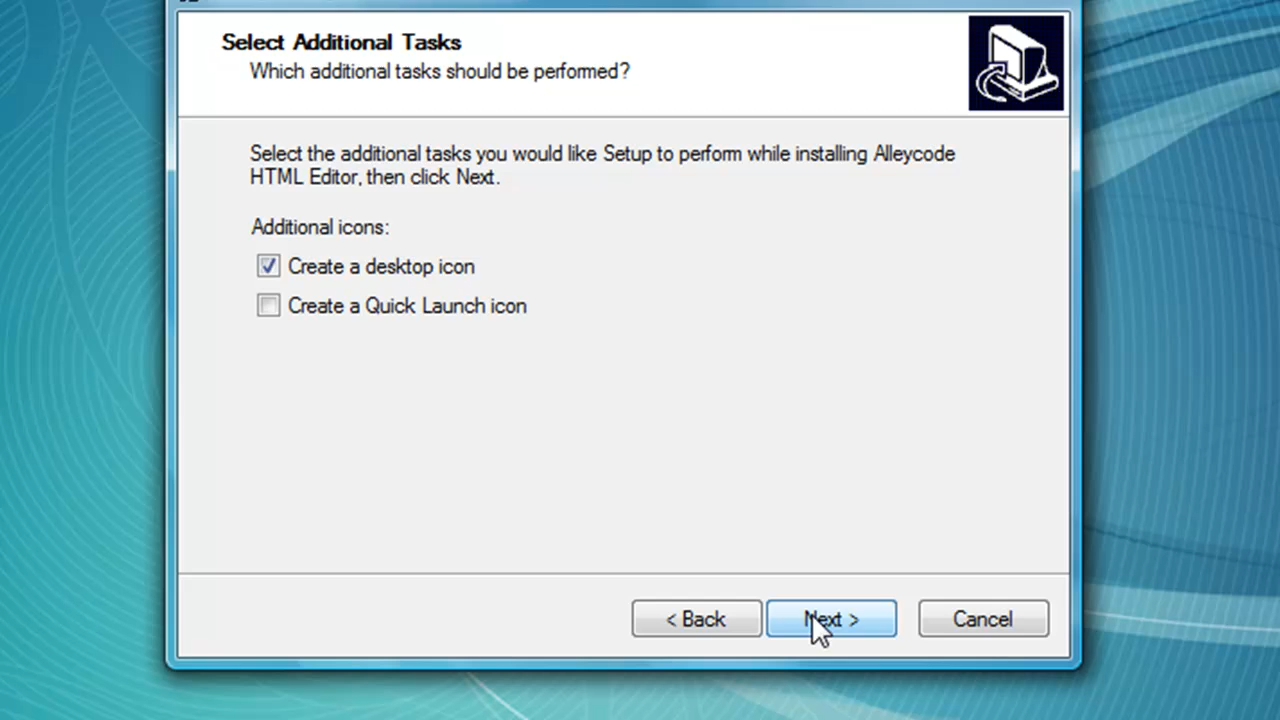 Select Additional Tasks
Which additional tasks should be performed?
Select the additional tasks you would like Setup to perform while installing Alleycode
HTML Editor, then click Next.
Additional icons:
Create a desktop icon
Create a Quick Launch icon
< Back
Next >
Cancel